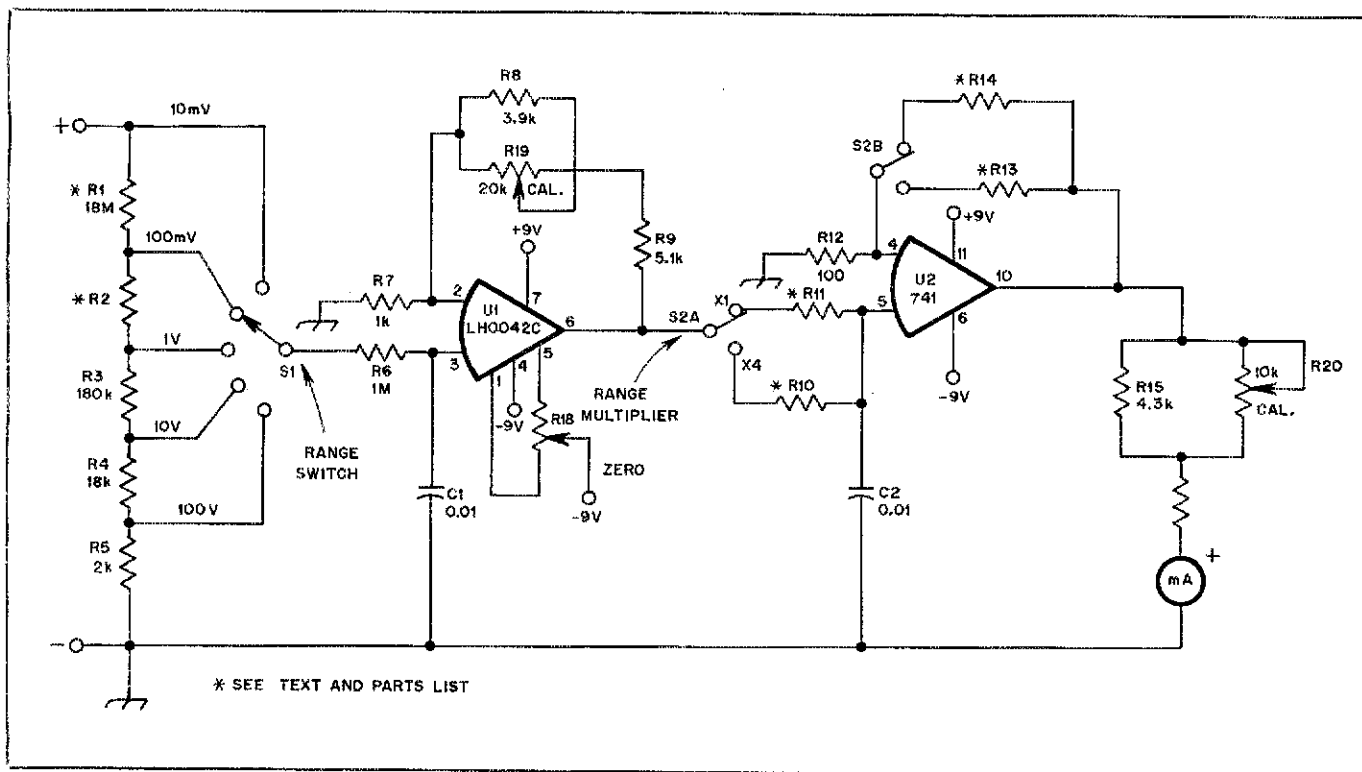 10mV
+
* R1
18M
100mV
* R2
1V
R3
180k
10V
R4
18k
100V
R5
2k
-
S1
RANGE
SWITCH
R6
1M
C1
0.01
R7
1k
R8
3.9k
R19
20k
CAL.
+9V
2
7
U1
LH0042C
6
3
1
4
5
-9V
R18
ZERO
-9V
R9
5.1k
S2A
RANGE
MULTIPLIER
X1
X4
* R11
* R10
C2
0.01
R12
100
S2B
* R14
* R13
+9V
4
11
U2
741
10
5
6
-9V
R15
4.3k
10k
CAL.
R20
+
mA
* SEE TEXT AND PARTS LIST